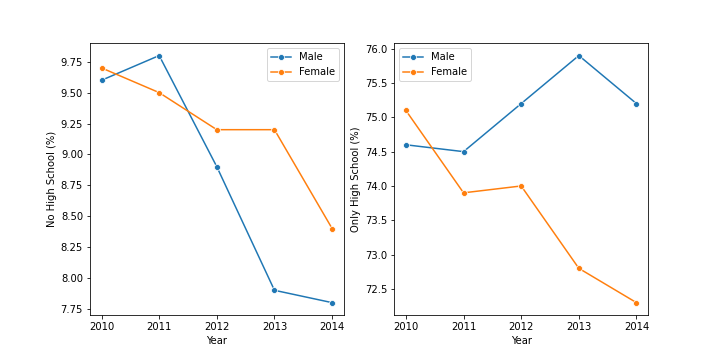 Male
Female
No High School (%)
9.75
9.50
9.25
9.00
8.75
8.50
8.25
8.00
7.75
2010 2011 2012 2013 2014
Year
Male
Female
Only High School (%)
76.0
75.5
75.0
74.5
74.0
73.5
73.0
72.5
2010 2011 2012 2013 2014
Year